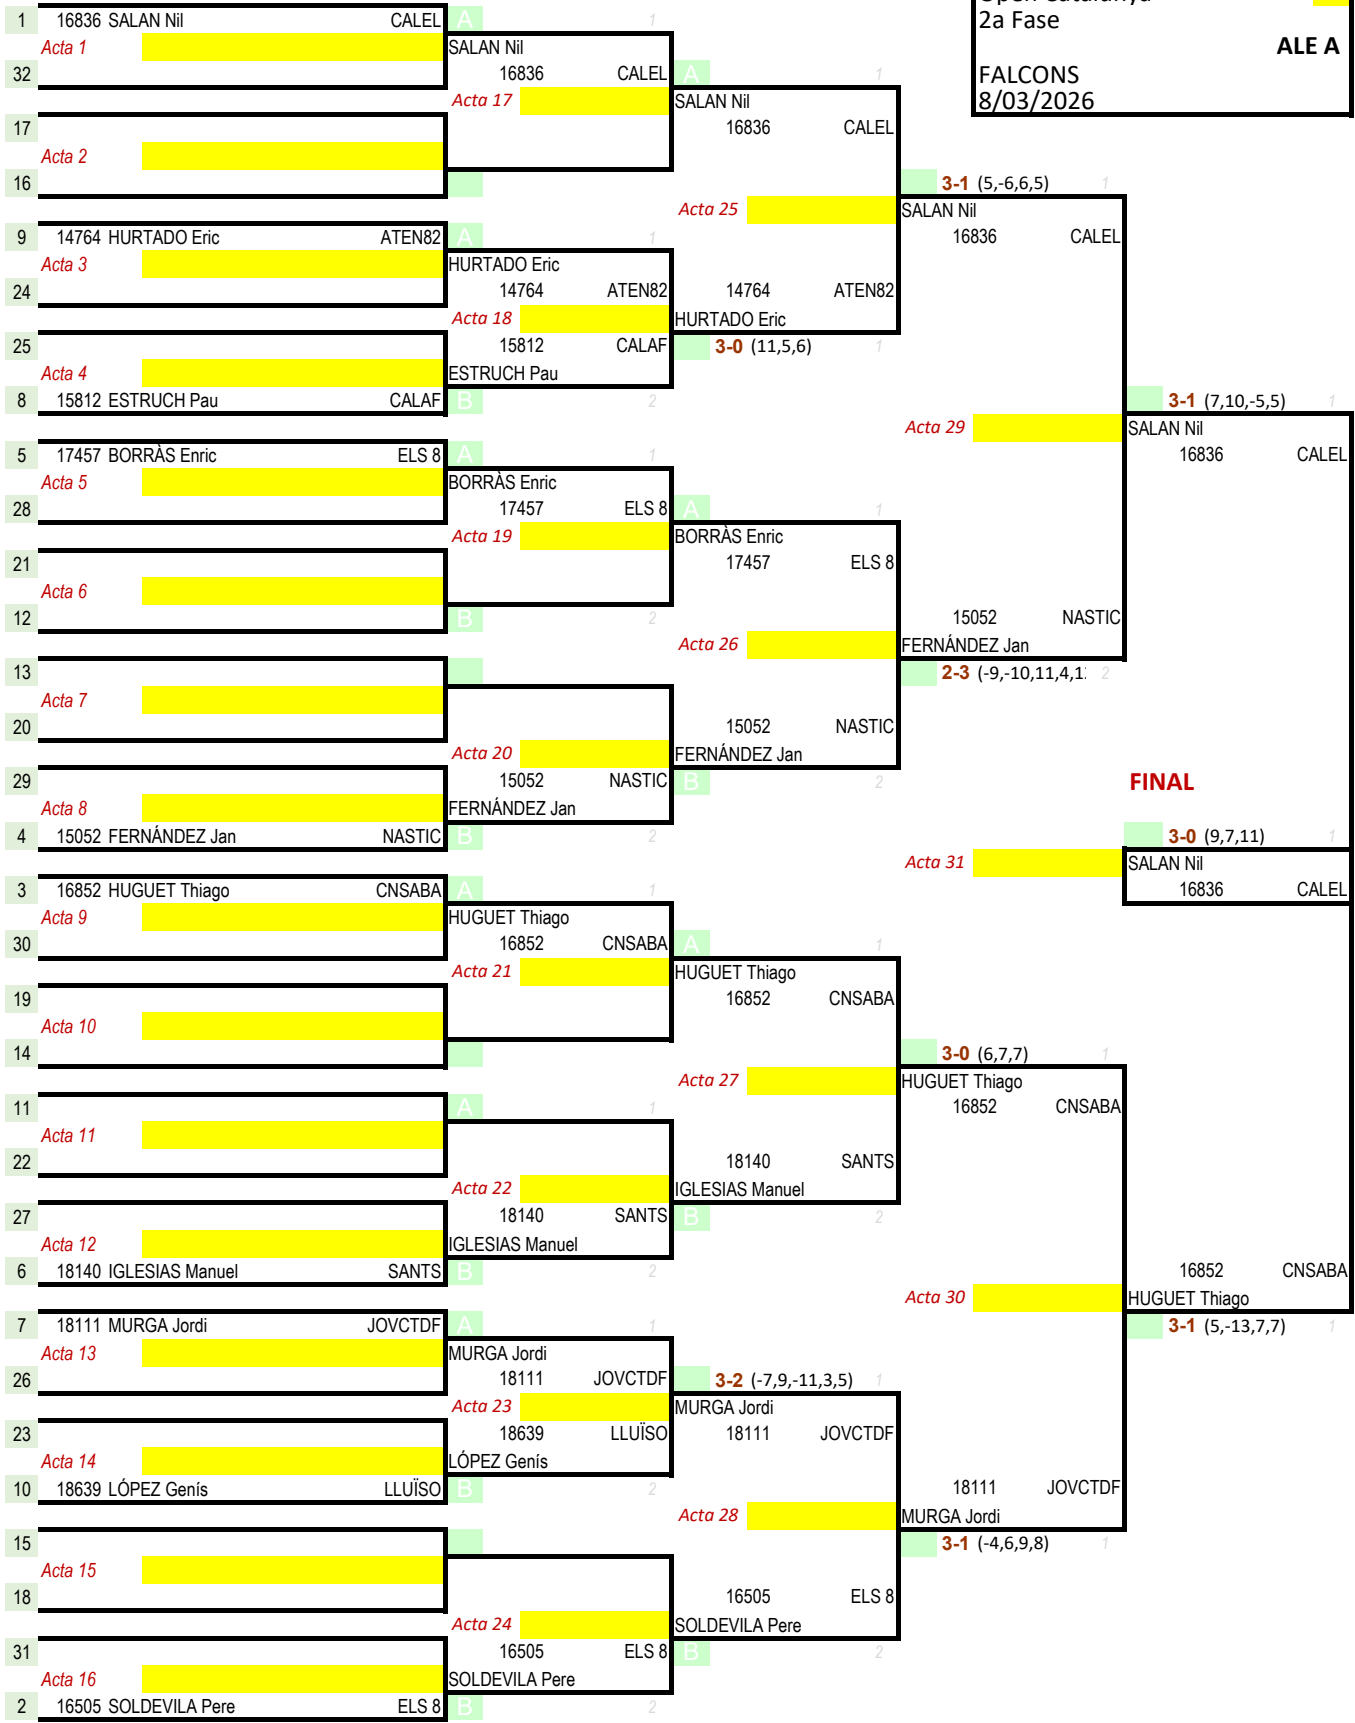 Open Catalunya
2a Fase
ALE A
FALCONS
8/03/2026
1 16836 SALAN Nil CALEL A 1
Acta 1
SALAN Nil
32 16836 CALEL A 1
Acta 17
SALAN Nil
17 16836 CALEL
Acta 2
16 3-1 (5,-6,6,5) 1
Acta 25
SALAN Nil
9 14764 HURTADO Eric ATEN82 A 1 16836 CALEL
Acta 3
HURTADO Eric
24 14764 ATEN82 14764 ATEN82
Acta 18
HURTADO Eric
25 15812 CALAF 3-0 (11,5,6) 1
Acta 4
ESTRUCH Pau
8 15812 ESTRUCH Pau CALAF B 2 3-1 (7,10,-5,5) 1
Acta 29
SALAN Nil
5 17457 BORRÀS Enric ELS 8 A 1 16836 CALEL
Acta 5
BORRÀS Enric
28 17457 ELS 8 A 1
Acta 19
BORRÀS Enric
21 17457 ELS 8
Acta 6
12 B 2 15052 NASTIC
Acta 26
FERNÁNDEZ Jan
13 2-3 (-9,-10,11,4,1 2
Acta 7
20 15052 NASTIC
Acta 20
FERNÁNDEZ Jan
29 15052 NASTIC B 2 FINAL
Acta 8
FERNÁNDEZ Jan
4 15052 FERNÁNDEZ Jan NASTIC B 2 3-0 (9,7,11) 1
Acta 31
SALAN Nil
3 16852 HUGUET Thiago CNSABA A 1 16836 CALEL
Acta 9
HUGUET Thiago
30 16852 CNSABA A 1
Acta 21
HUGUET Thiago
19 16852 CNSABA
Acta 10
14 3-0 (6,7,7) 1
Acta 27
HUGUET Thiago
11 A 1 16852 CNSABA
Acta 11
22 18140 SANTS
Acta 22
IGLESIAS Manuel
27 18140 SANTS B 2
Acta 12
IGLESIAS Manuel
6 18140 IGLESIAS Manuel SANTS B 2 16852 CNSABA
Acta 30
HUGUET Thiago
7 18111 MURGA Jordi JOVCTDF A 1 3-1 (5,-13,7,7) 1
Acta 13
MURGA Jordi
26 18111 JOVCTDF 3-2 (-7,9,-11,3,5) 1
Acta 23
MURGA Jordi
23 18639 LLUÏSO 18111 JOVCTDF
Acta 14
LÓPEZ Genís
10 18639 LÓPEZ Genís LLUÏSO B 2 18111 JOVCTDF
Acta 28
MURGA Jordi
15 3-1 (-4,6,9,8) 1
Acta 15
18 16505 ELS 8
Acta 24
SOLDEVILA Pere
31 16505 ELS 8 B 2
Acta 16
SOLDEVILA Pere
2 16505 SOLDEVILA Pere ELS 8 B 2